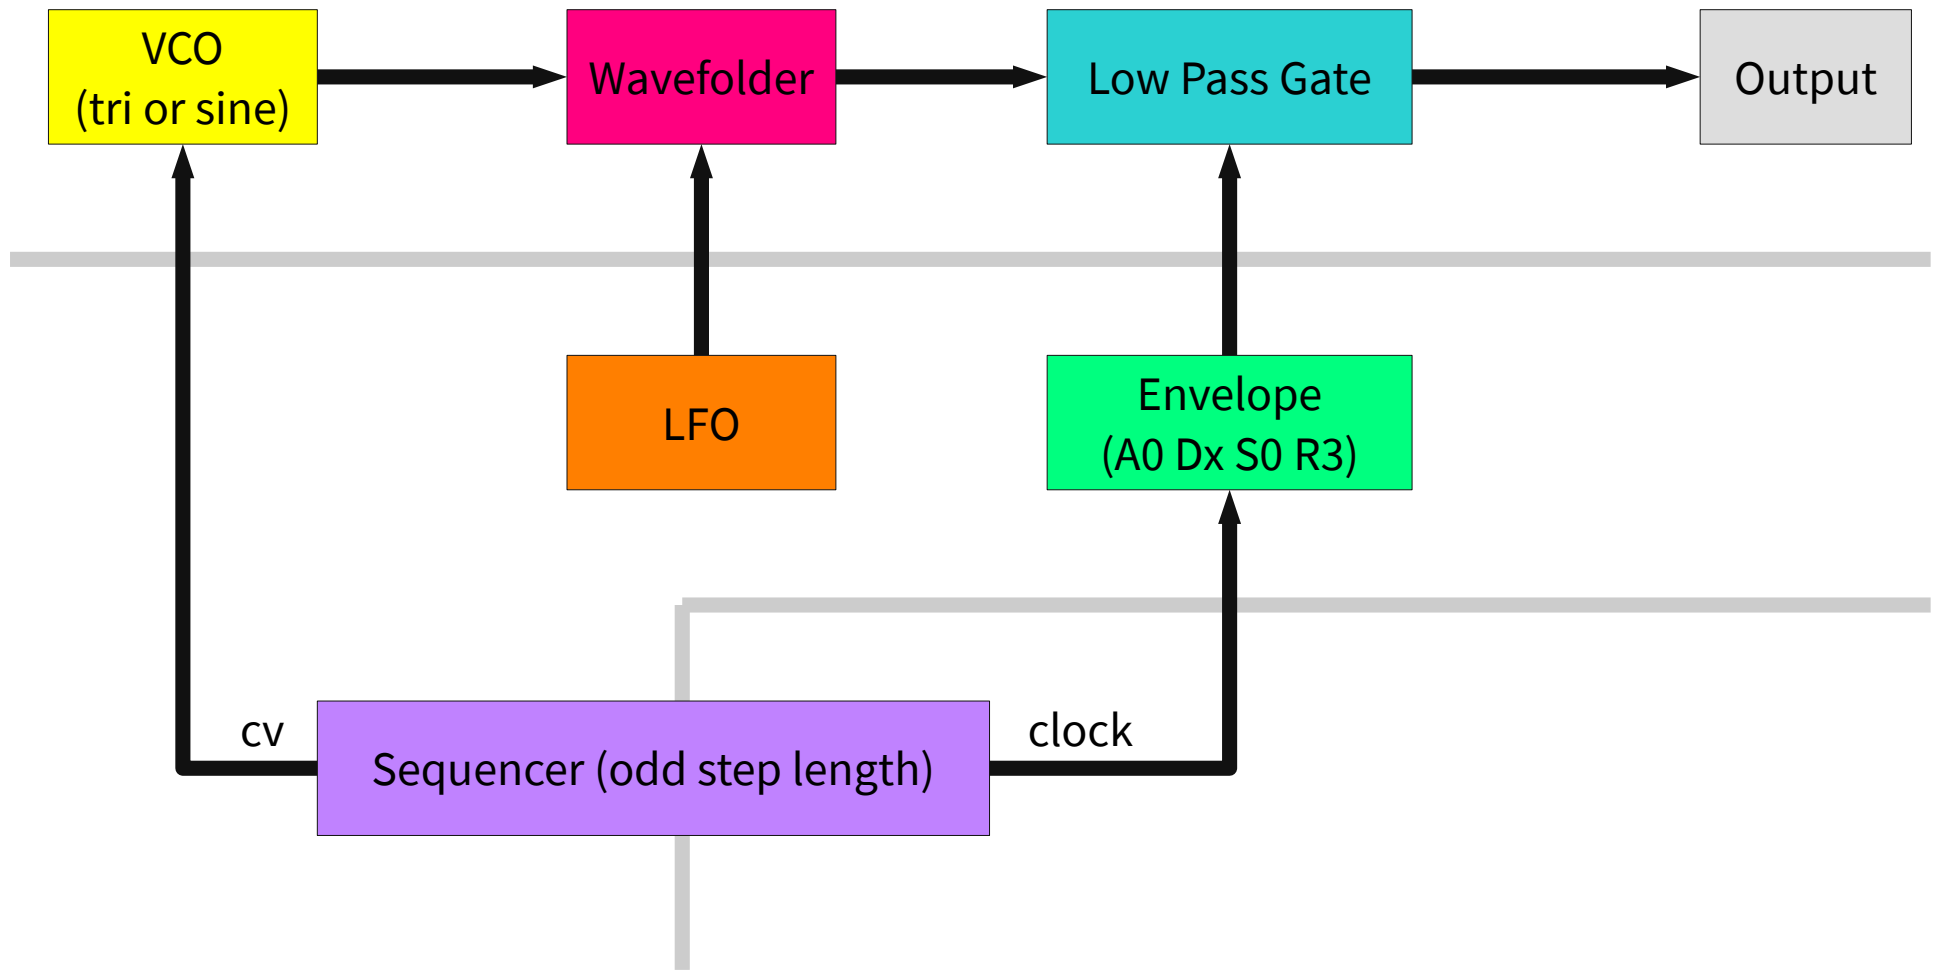 VCO
(tri or sine)
Wavefolder
Low Pass Gate
Output
LFO
Envelope
(A0 Dx S0 R3)
cv
Sequencer (odd step length)
clock